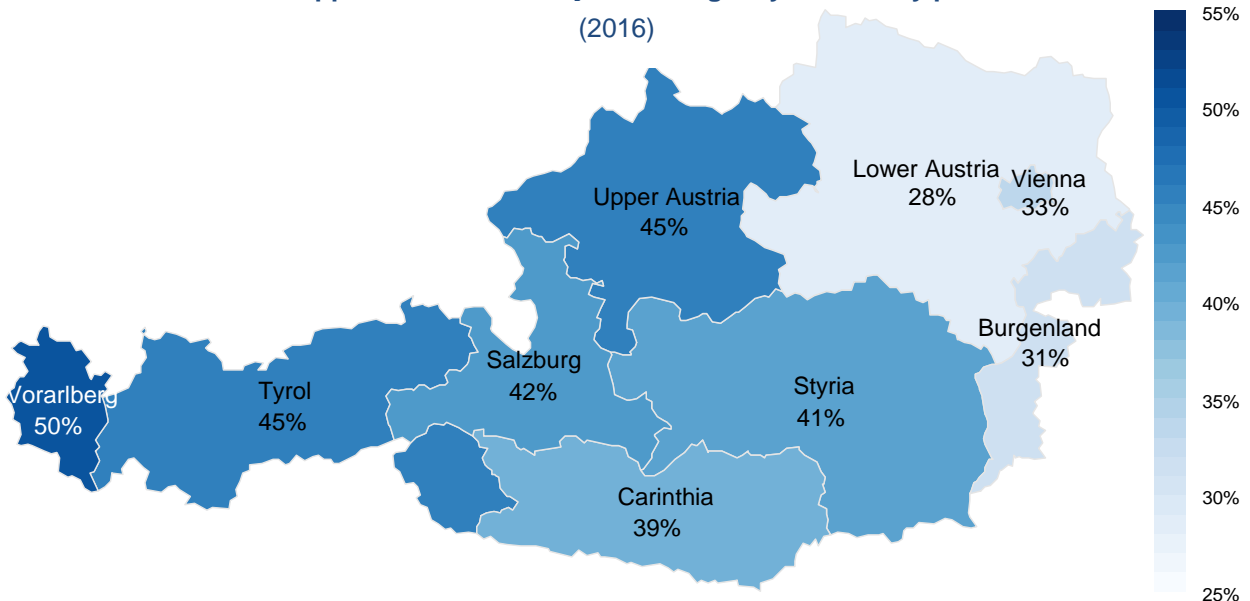 (2016)
55%
50%
45%
40%
35%
30%
25%
Lower Austria
28%
Vienna
33%
Upper Austria
45%
Burgenland
31%
Salzburg
42%
Tyrol
45%
Styria
41%
Vorarlberg
50%
Carinthia
39%